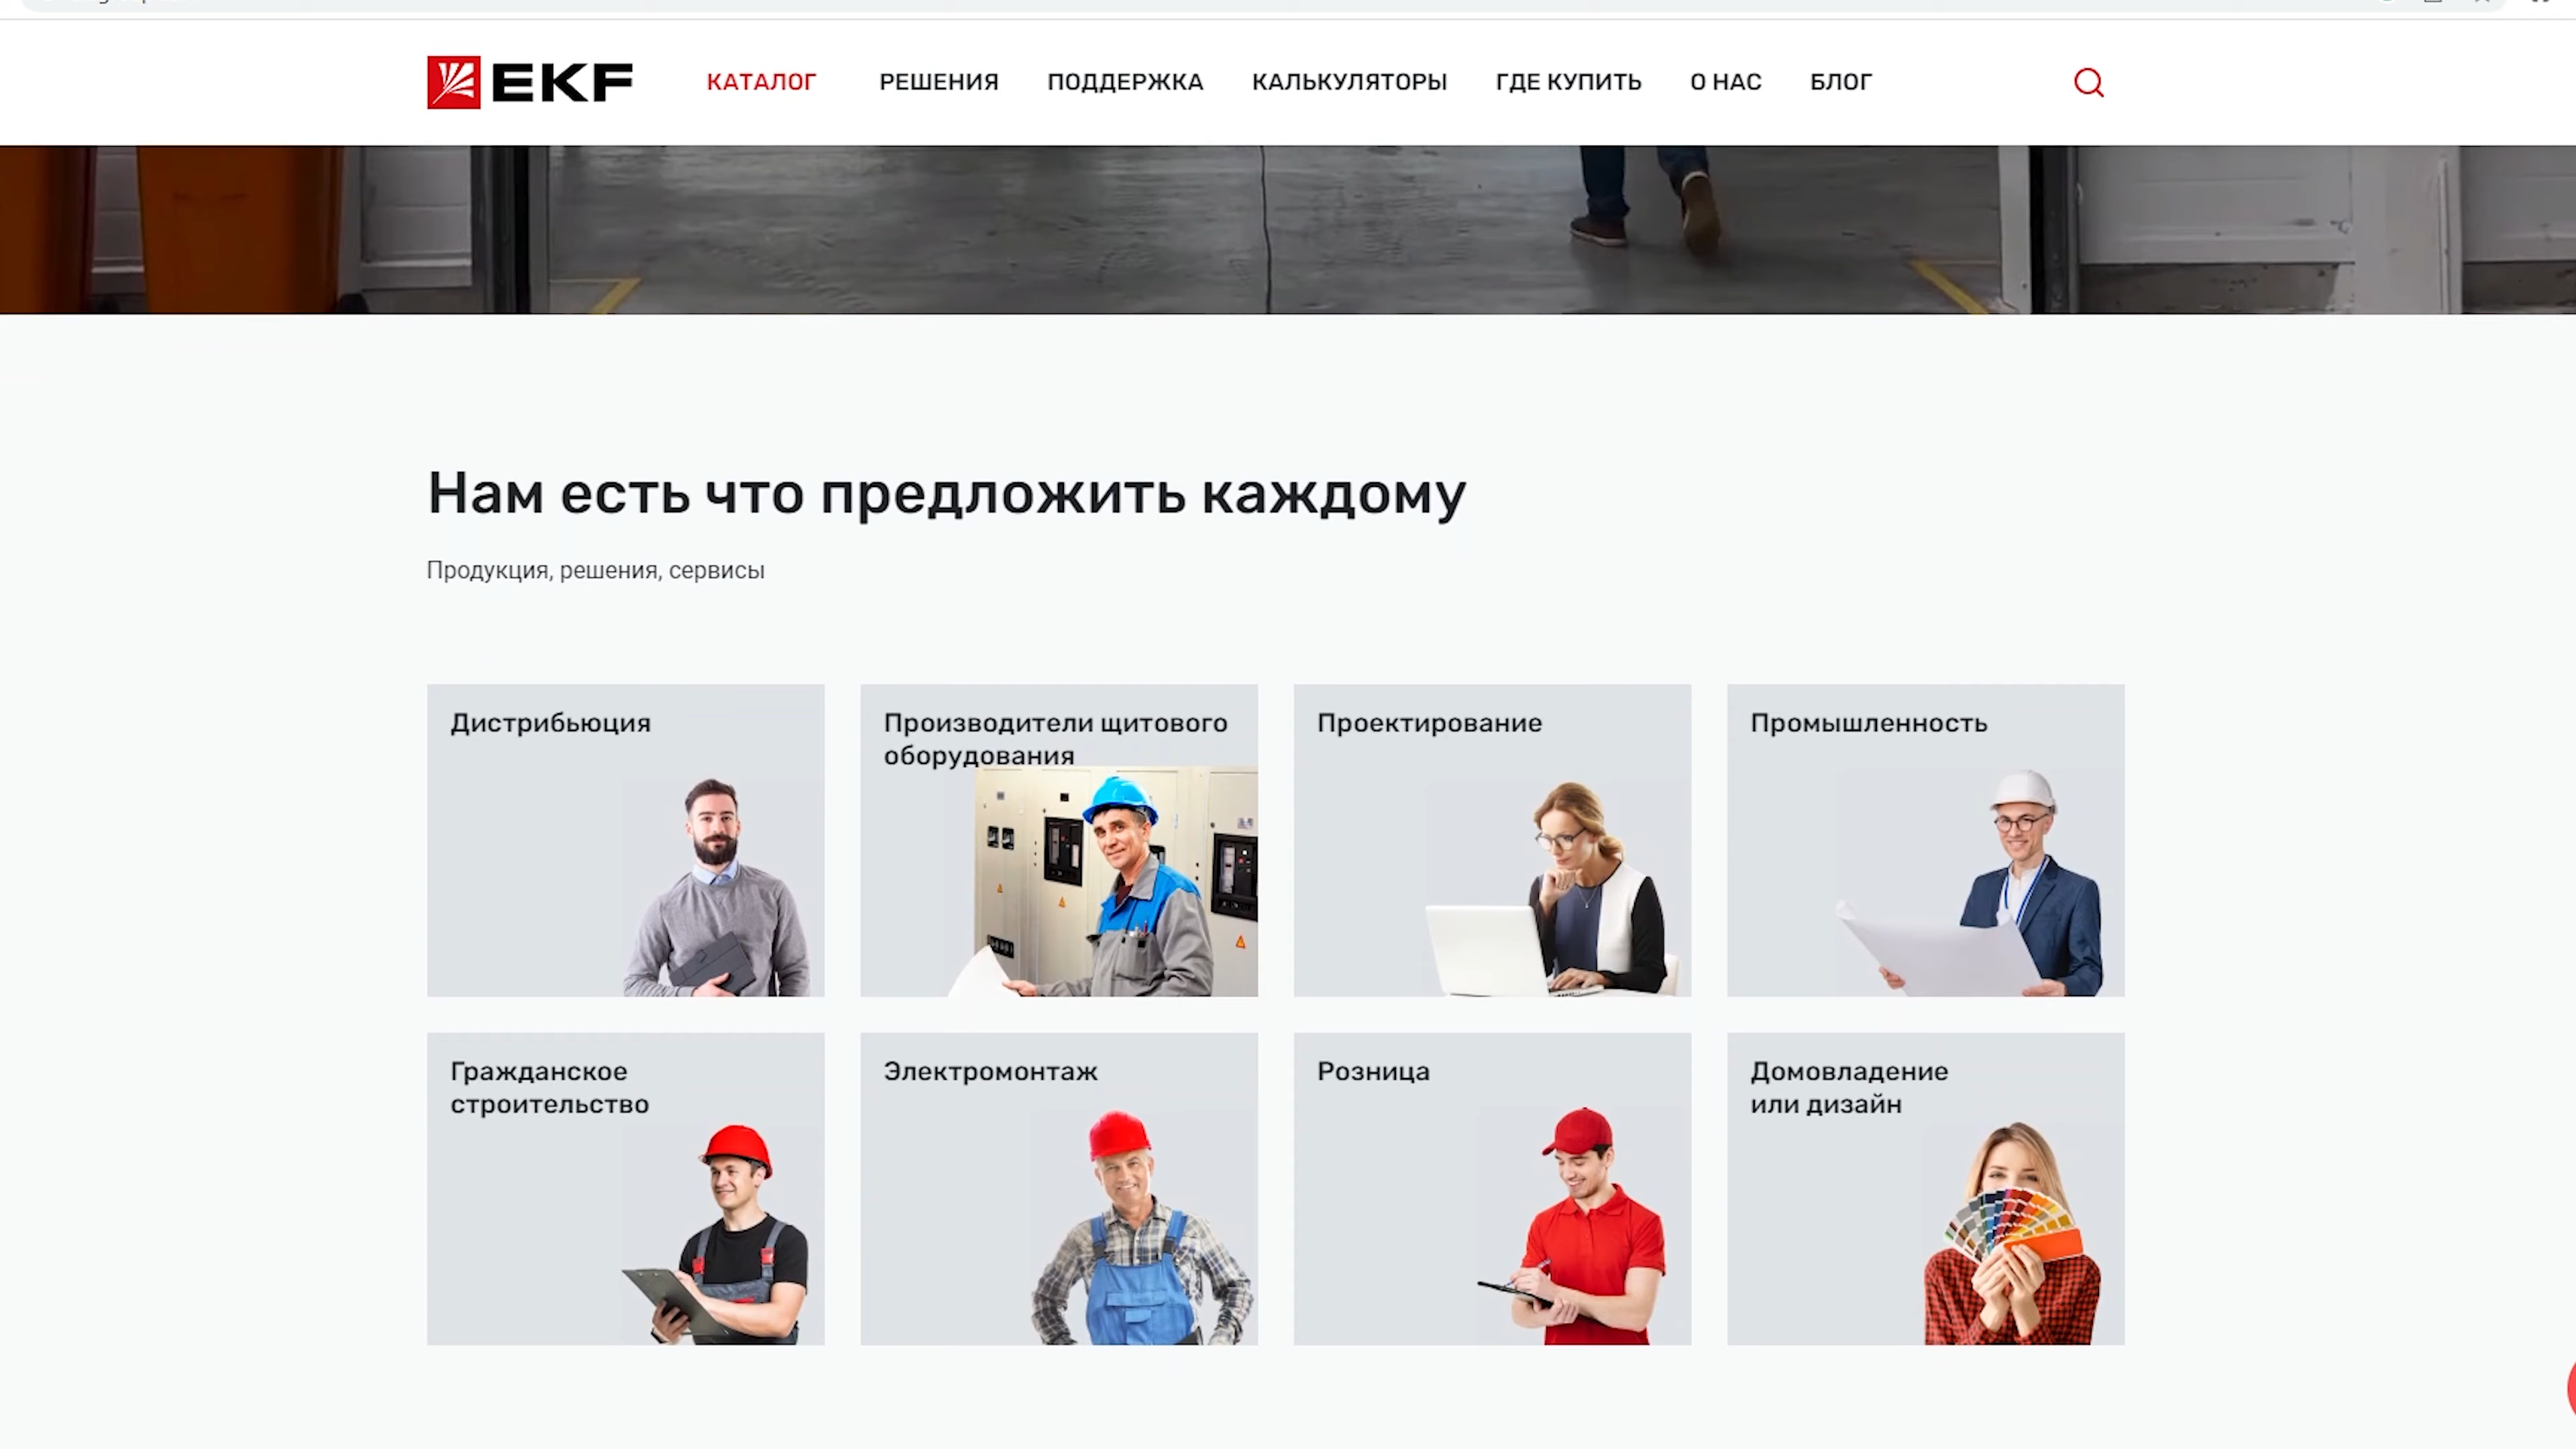 EKF
КАТАЛОГ РЕШЕНИЯ ПОДДЕРЖКА КАЛЬКУЛЯТОРЫ ГДЕ КУПИТЬ О НАС БЛОГ
Нам есть что предложить каждому
Продукция, решения, сервисы
Дистрибьюция
Производители щитового
оборудования
Проектирование
Промышленность
Гражданское
строительство
Электромонтаж
Розница
Домовладение
или дизайн